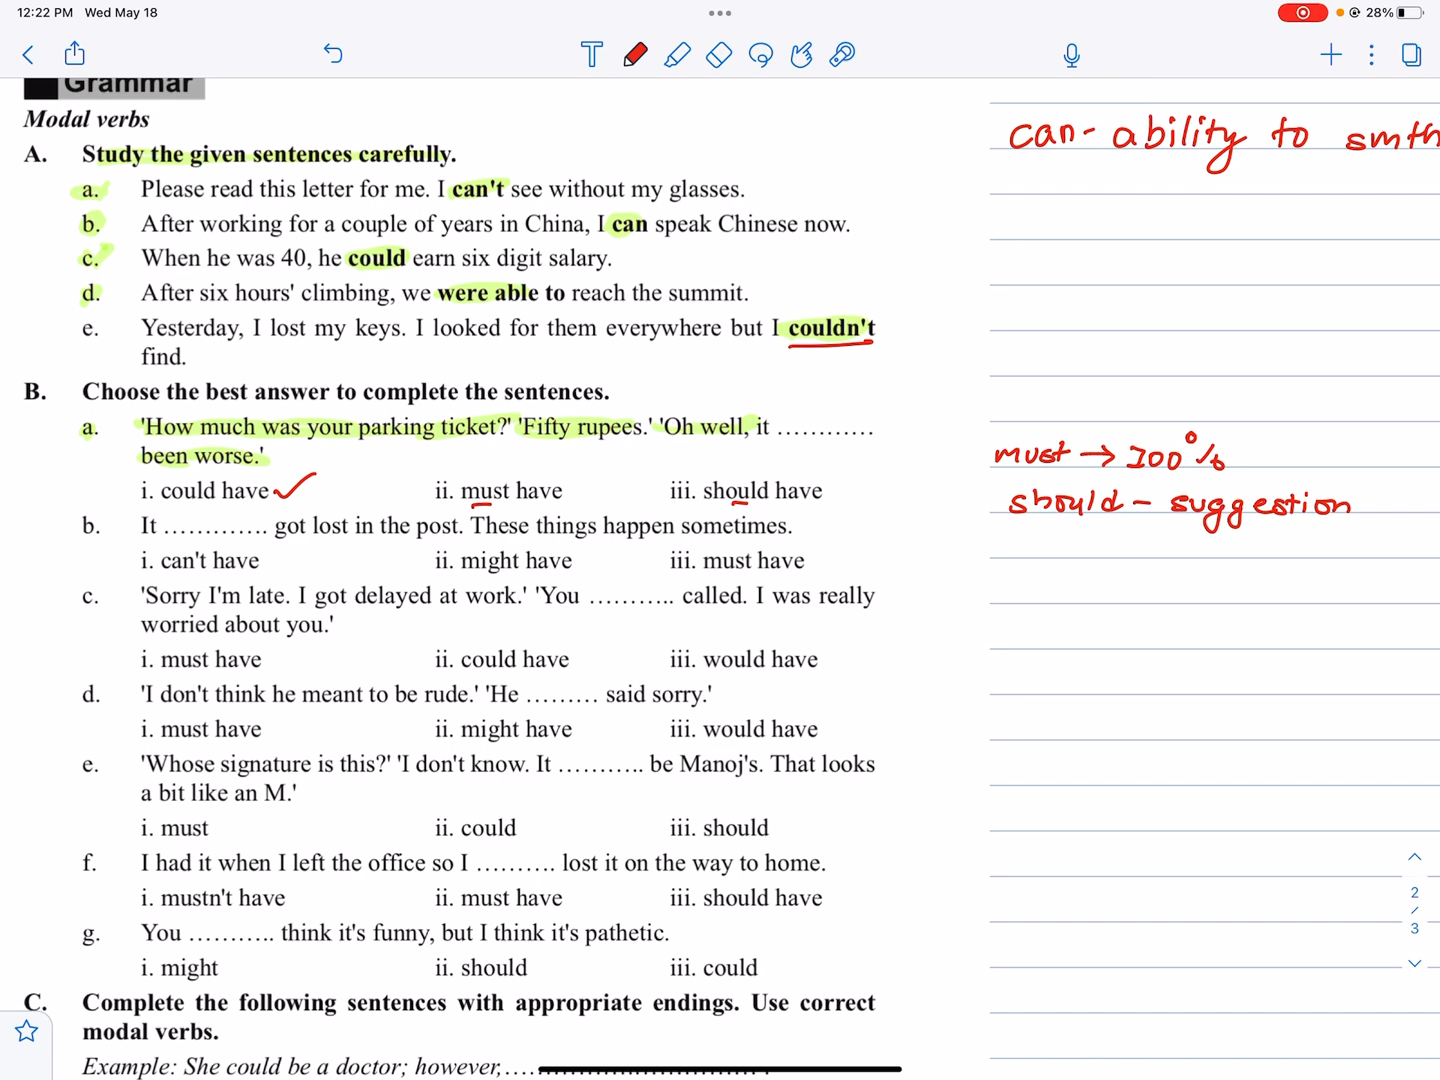 12:22 PM Wed May 18
28%
Grammar
Modal verbs
can- ability to smth
A. Study the given sentences carefully.
a. Please read this letter for me. I can't see without my glasses.
b. After working for a couple of years in China, I can speak Chinese now.
c. When he was 40, he could earn six digit salary.
d. After six hours' climbing, we were able to reach the summit.
e. Yesterday, I lost my keys. I looked for them everywhere but I couldn't
find.
B. Choose the best answer to complete the sentences.
a. 'How much was your parking ticket?' 'Fifty rupees.' 'Oh well, it …………
been worse.'
must → 100%
i. could have ii. must have iii. should have
should - suggestion
b. It …………. got lost in the post. These things happen sometimes.
i. can't have ii. might have iii. must have
c. 'Sorry I'm late. I got delayed at work.' 'You ……….. called. I was really
worried about you.'
i. must have ii. could have iii. would have
d. 'I don't think he meant to be rude.' 'He ……… said sorry.'
i. must have ii. might have iii. would have
e. 'Whose signature is this?' 'I don't know. It ……….. be Manoj's. That looks
a bit like an M.'
i. must ii. could iii. should
f. I had it when I left the office so I ………. lost it on the way to home.
i. mustn't have ii. must have iii. should have
2
/
3
g. You ……….. think it's funny, but I think it's pathetic.
i. might ii. should iii. could
C. Complete the following sentences with appropriate endings. Use correct
modal verbs.
Example: She could be a doctor; however,….